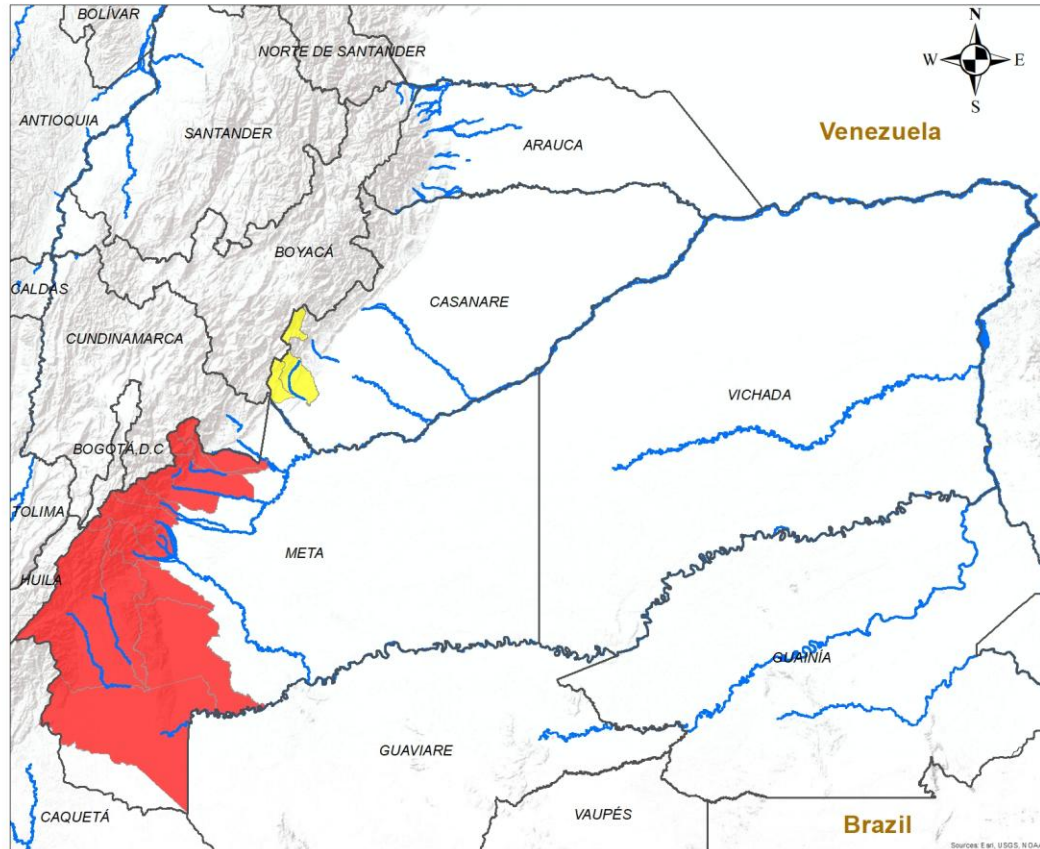 BOLÍVAR
NORTE DE SANTANDER
N
W
E
S
ANTIOQUIA
SANTANDER
ARAUCA
Venezuela
BOYACÁ
CALDAS
CASANARE
CUNDINAMARCA
VICHADA
BOGOTÁ,D.C
TOLIMA
META
HUILA
GUAINÍA
GUAVIARE
CAQUETÁ
VAUPÉS
Brazil
Sources: Esri, USGS, NOAA